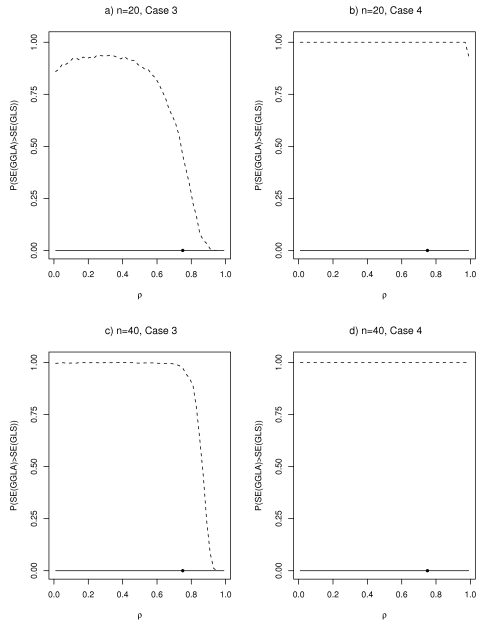 a) n=20, Case 3
P(SE(GGLA)>SE(GLS))
1.00
0.75
0.50
0.25
0.00
0.0 0.2 0.4 0.6 0.8 1.0
ρ
b) n=20, Case 4
P(SE(GGLA)>SE(GLS))
1.00
0.75
0.50
0.25
0.00
0.0 0.2 0.4 0.6 0.8 1.0
ρ
c) n=40, Case 3
P(SE(GGLA)>SE(GLS))
1.00
0.75
0.50
0.25
0.00
0.0 0.2 0.4 0.6 0.8 1.0
ρ
d) n=40, Case 4
P(SE(GGLA)>SE(GLS))
1.00
0.75
0.50
0.25
0.00
0.0 0.2 0.4 0.6 0.8 1.0
ρ